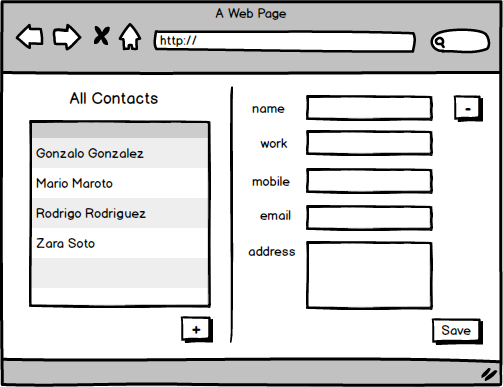 A Web Page
http://
All Contacts
Gonzalo Gonzalez
Mario Maroto
Rodrigo Rodriguez
Zara Soto
+
name
-
work
mobile
email
address
Save